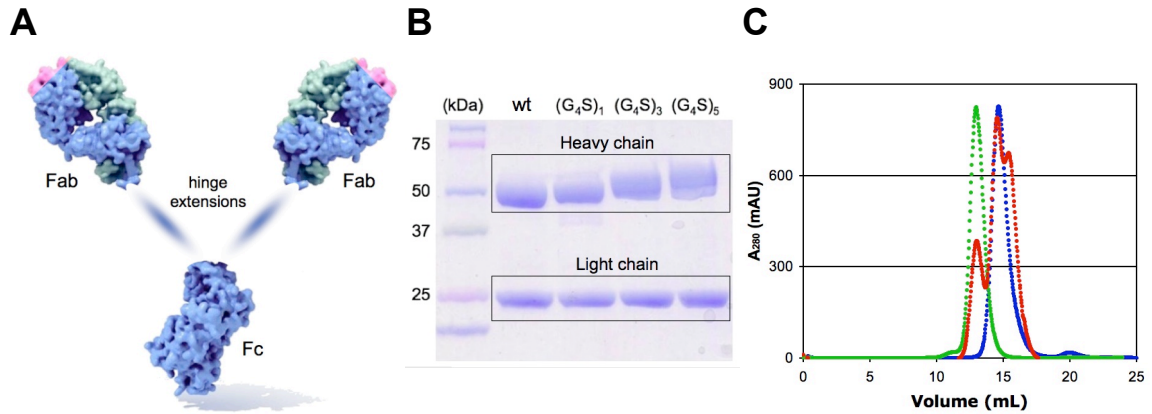 A
B
C
Fab
Fab
hinge
extensions
Fc
(kDa)
wt
(G₄S)₁
(G₄S)₃
(G₄S)₅
75
50
37
25
Heavy chain
Light chain
900
600
300
0
A₂₈₀ (mAU)
0
5
10
15
20
25
Volume (mL)